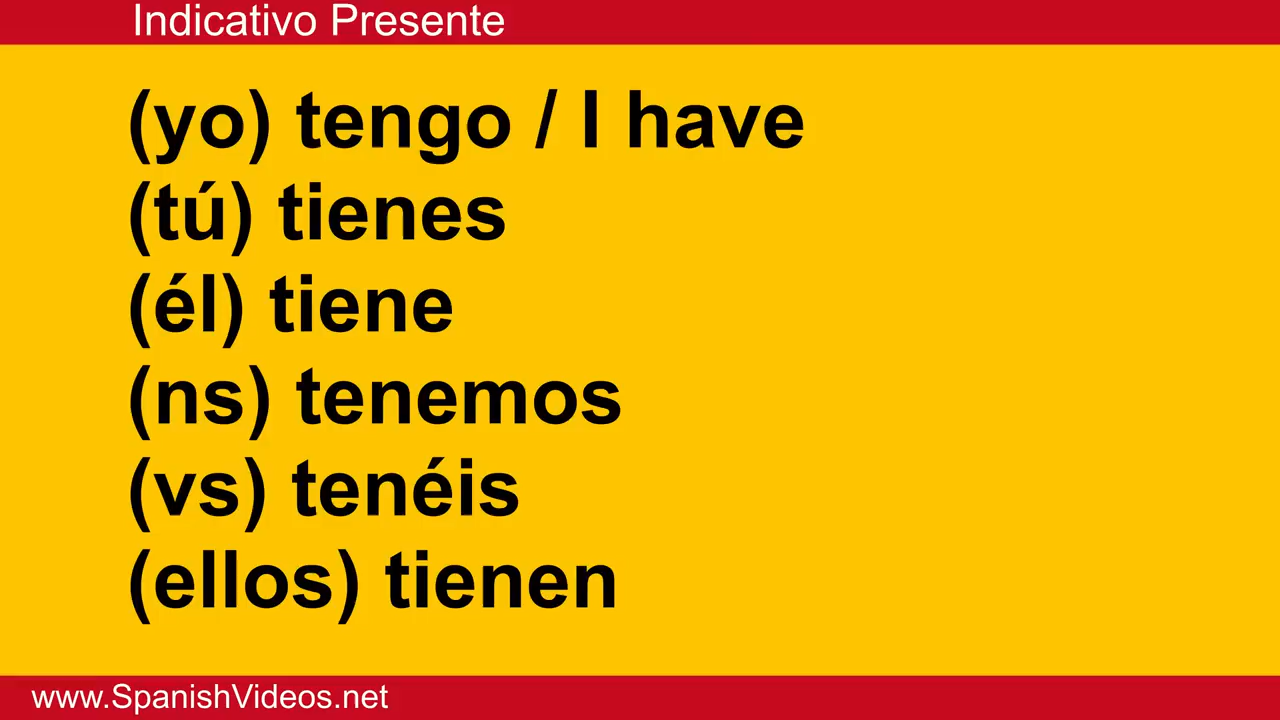 Indicativo Presente
(yo) tengo / I have
(tú) tienes
(él) tiene
(ns) tenemos
(vs) tenéis
(ellos) tienen
www.SpanishVideos.net